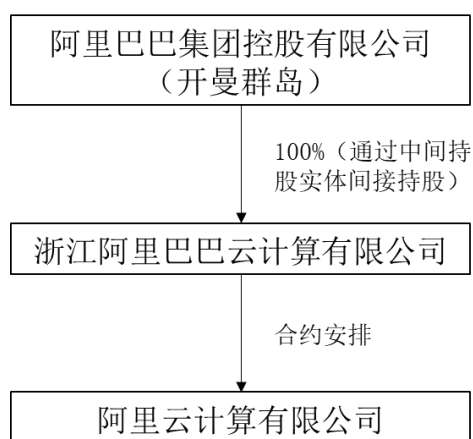 阿里巴巴集团控股有限公司
（开曼群岛）
100%（通过中间持
股实体间接持股）
浙江阿里巴巴云计算有限公司
合约安排
阿里云计算有限公司